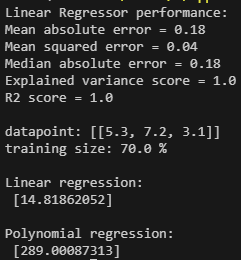 Linear Regressor performance:
Mean absolute error = 0.18
Mean squared error = 0.04
Median absolute error = 0.18
Explained variance score = 1.0
R2 score = 1.0
datapoint: [[5.3, 7.2, 3.1]]
training size: 70.0 %
Linear regression:
[14.81862052]
Polynomial regression:
[289.00087313]